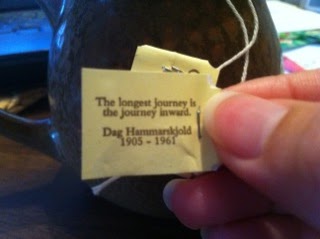 The longest journey is
the journey inward.
Dag Hammarskjold
1905 - 1961